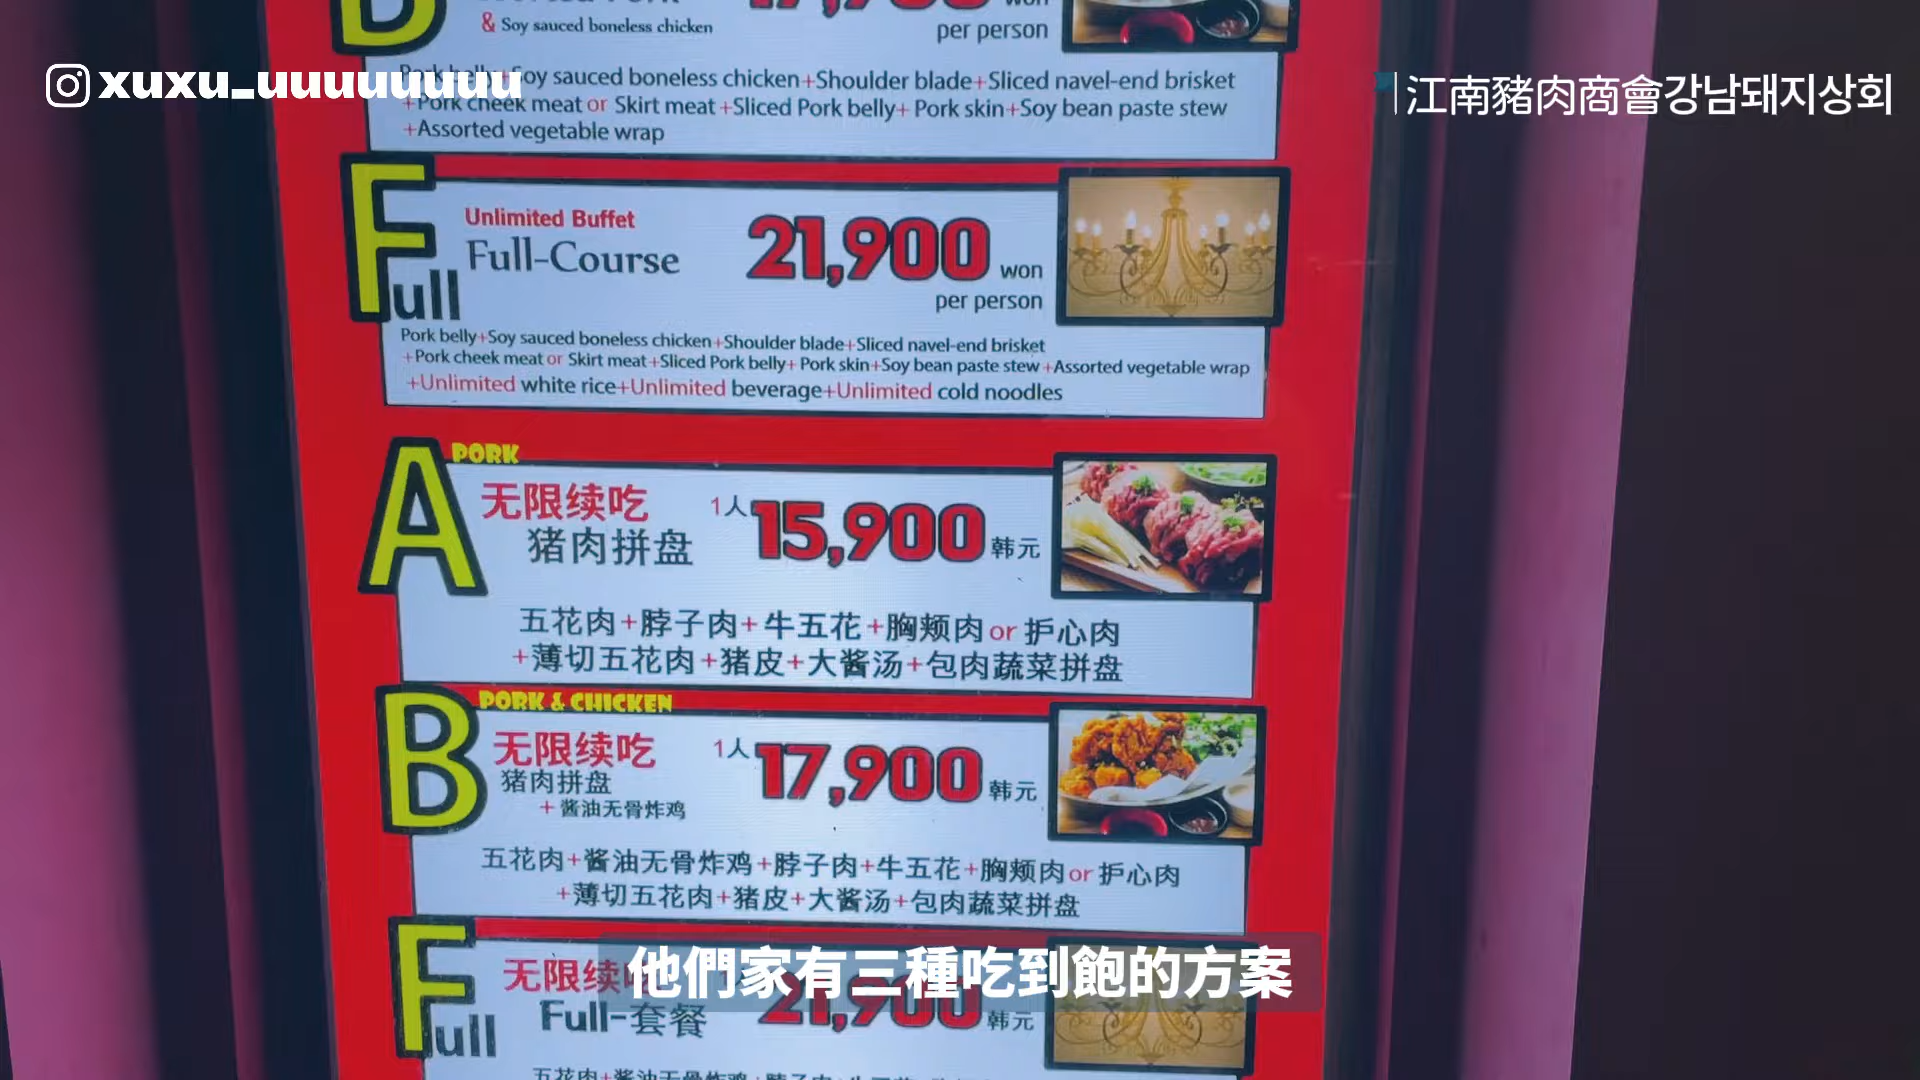 xuxu_uuuuuuuuu
江南豬肉商會강남돼지상회
& Soy sauced boneless chicken
per person
Pork belly+Soy sauced boneless chicken+Shoulder blade+Sliced navel-end brisket
+Pork cheek meat or Skirt meat+Sliced Pork belly+Pork skin+Soy bean paste stew
+Assorted vegetable wrap
Full
Unlimited Buffet
Full-Course
21,900 won
per person
Pork belly+Soy sauced boneless chicken+Shoulder blade+Sliced navel-end brisket
+Pork cheek meat or Skirt meat+Sliced Pork belly+Pork skin+Soy bean paste stew+Assorted vegetable wrap
+Unlimited white rice+Unlimited beverage+Unlimited cold noodles
A PORK
无限续吃
猪肉拼盘
1人 15,900 韩元
五花肉+脖子肉+牛五花+胸颊肉or护心肉
+薄切五花肉+猪皮+大酱汤+包肉蔬菜拼盘
B PORK & CHICKEN
无限续吃
猪肉拼盘
+酱油无骨炸鸡
1人 17,900 韩元
五花肉+酱油无骨炸鸡+脖子肉+牛五花+胸颊肉or护心肉
+薄切五花肉+猪皮+大酱汤+包肉蔬菜拼盘
Full
无限续
Full-套餐
21,900 韩元
他們家有三種吃到飽的方案